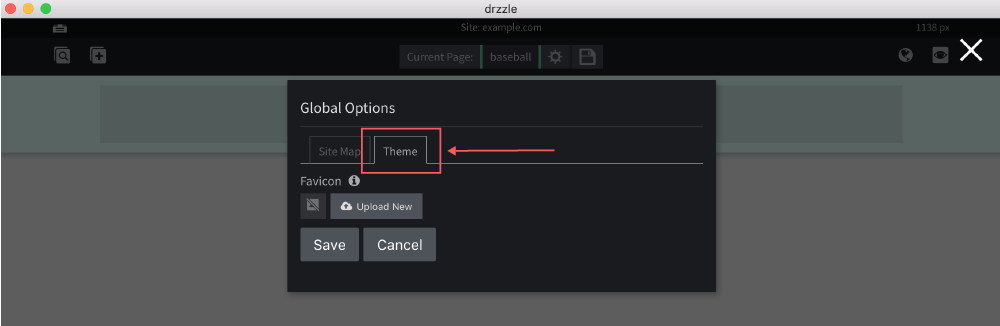 drzzle
Site: example.com
1138 px
Current Page: baseball
Global Options
Site Map
Theme
Favicon
Upload New
Save
Cancel